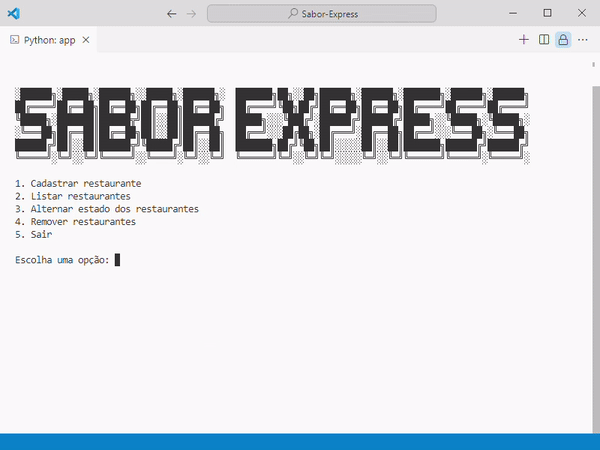 Sabor-Express
Python: app
SABOR EXPRESS
1. Cadastrar restaurante
2. Listar restaurantes
3. Alternar estado dos restaurantes
4. Remover restaurantes
5. Sair
Escolha uma opção: